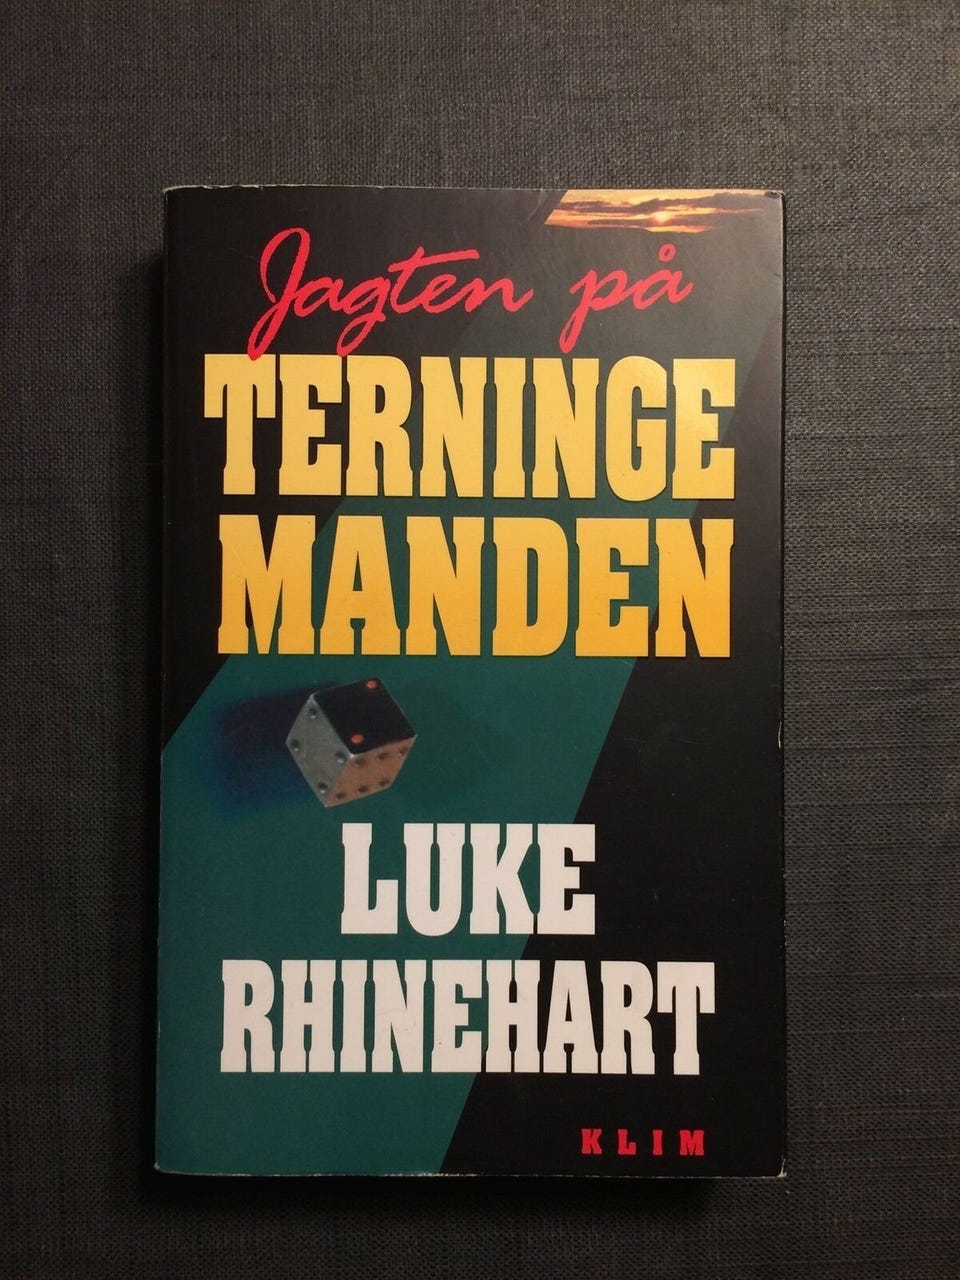 Jagten på
TERNINGE
MANDEN
LUKE
RHINEHART
KLIM